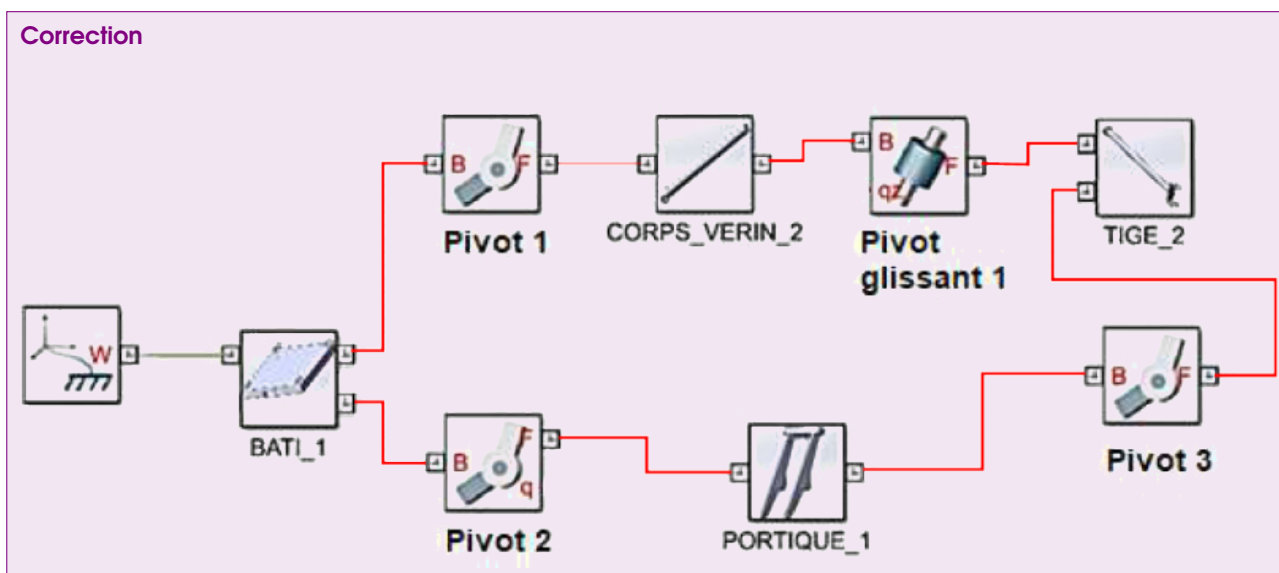 Correction
B
F
Pivot 1
CORPS_VERIN_2
B
F
qz
Pivot
glissant 1
TIGE_2
W
BATI_1
B
F
q
Pivot 2
PORTIQUE_1
B
F
Pivot 3